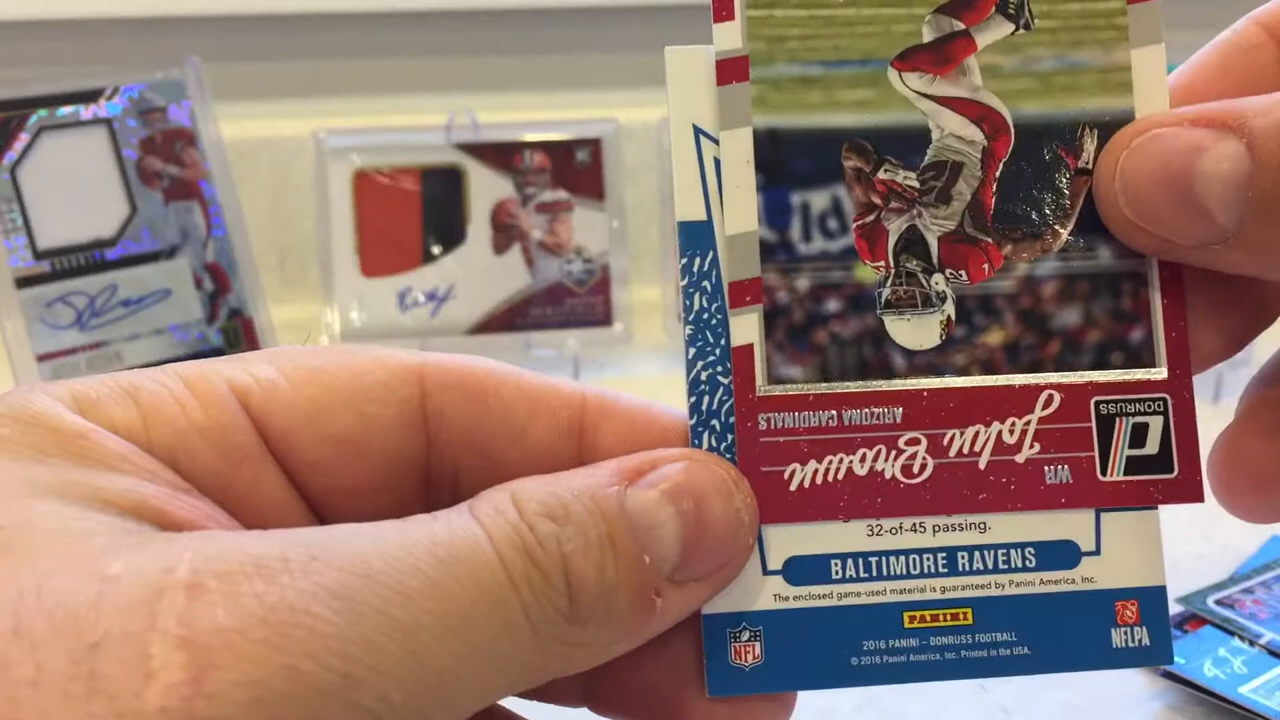 WR
John Brown
ARIZONA CARDINALS
DONRUSS
32-of-45 passing.
BALTIMORE RAVENS
The enclosed game-used material is guaranteed by Panini America, Inc.
PANINI
2016 PANINI – DONRUSS FOOTBALL
© 2016 Panini America, Inc. Printed in the USA.
NFL
NFLPA